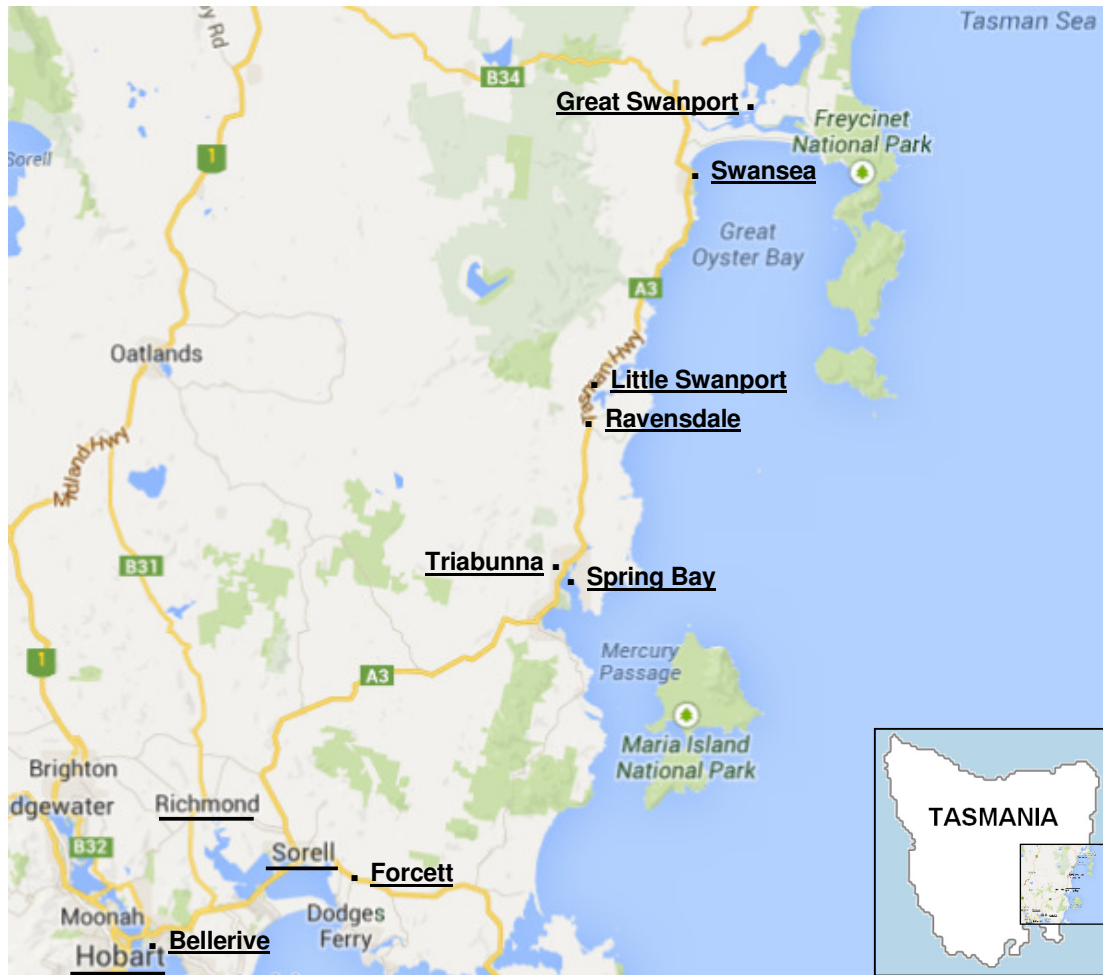 Tasman Sea
by Rd
B34
Great Swanport
Freycinet
National Park
1
Sorell
Swansea
Great
Oyster Bay
A3
Oatlands
Tasman Hwy
Little Swanport
Ravensdale
Midland Hwy
Triabunna
B31
Spring Bay
Mercury
Passage
1
A3
Maria Island
National Park
Brighton
dgewater
Richmond
TASMANIA
B32
Sorell
Forcett
Moonah
Dodges
Ferry
Bellerive
Hobart